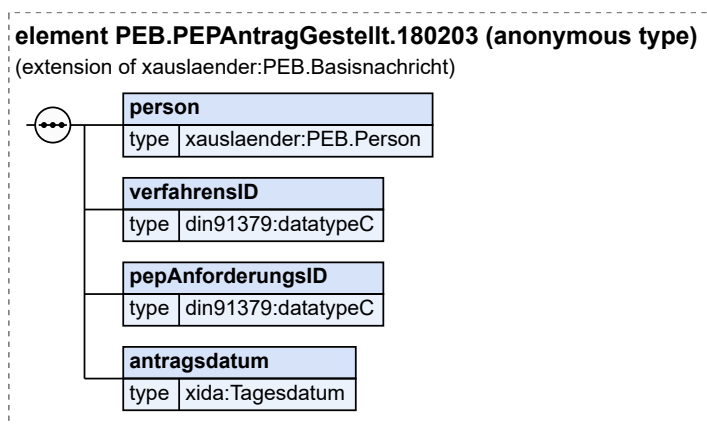 element PEB.PEPAntragGestellt.180203 (anonymous type)
(extension of xauslaender:PEB.Basisnachricht)
person
type xauslaender:PEB.Person
verfahrensID
type din91379:datatypeC
pepAnforderungsID
type din91379:datatypeC
antragsdatum
type xida:Tagesdatum